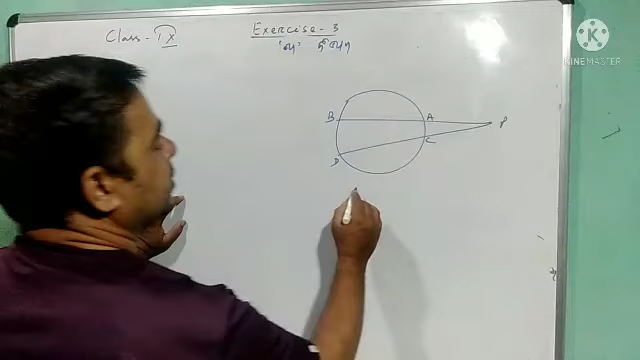 Class - IX
Exercise - 3
B A P
D C
KINEMASTER